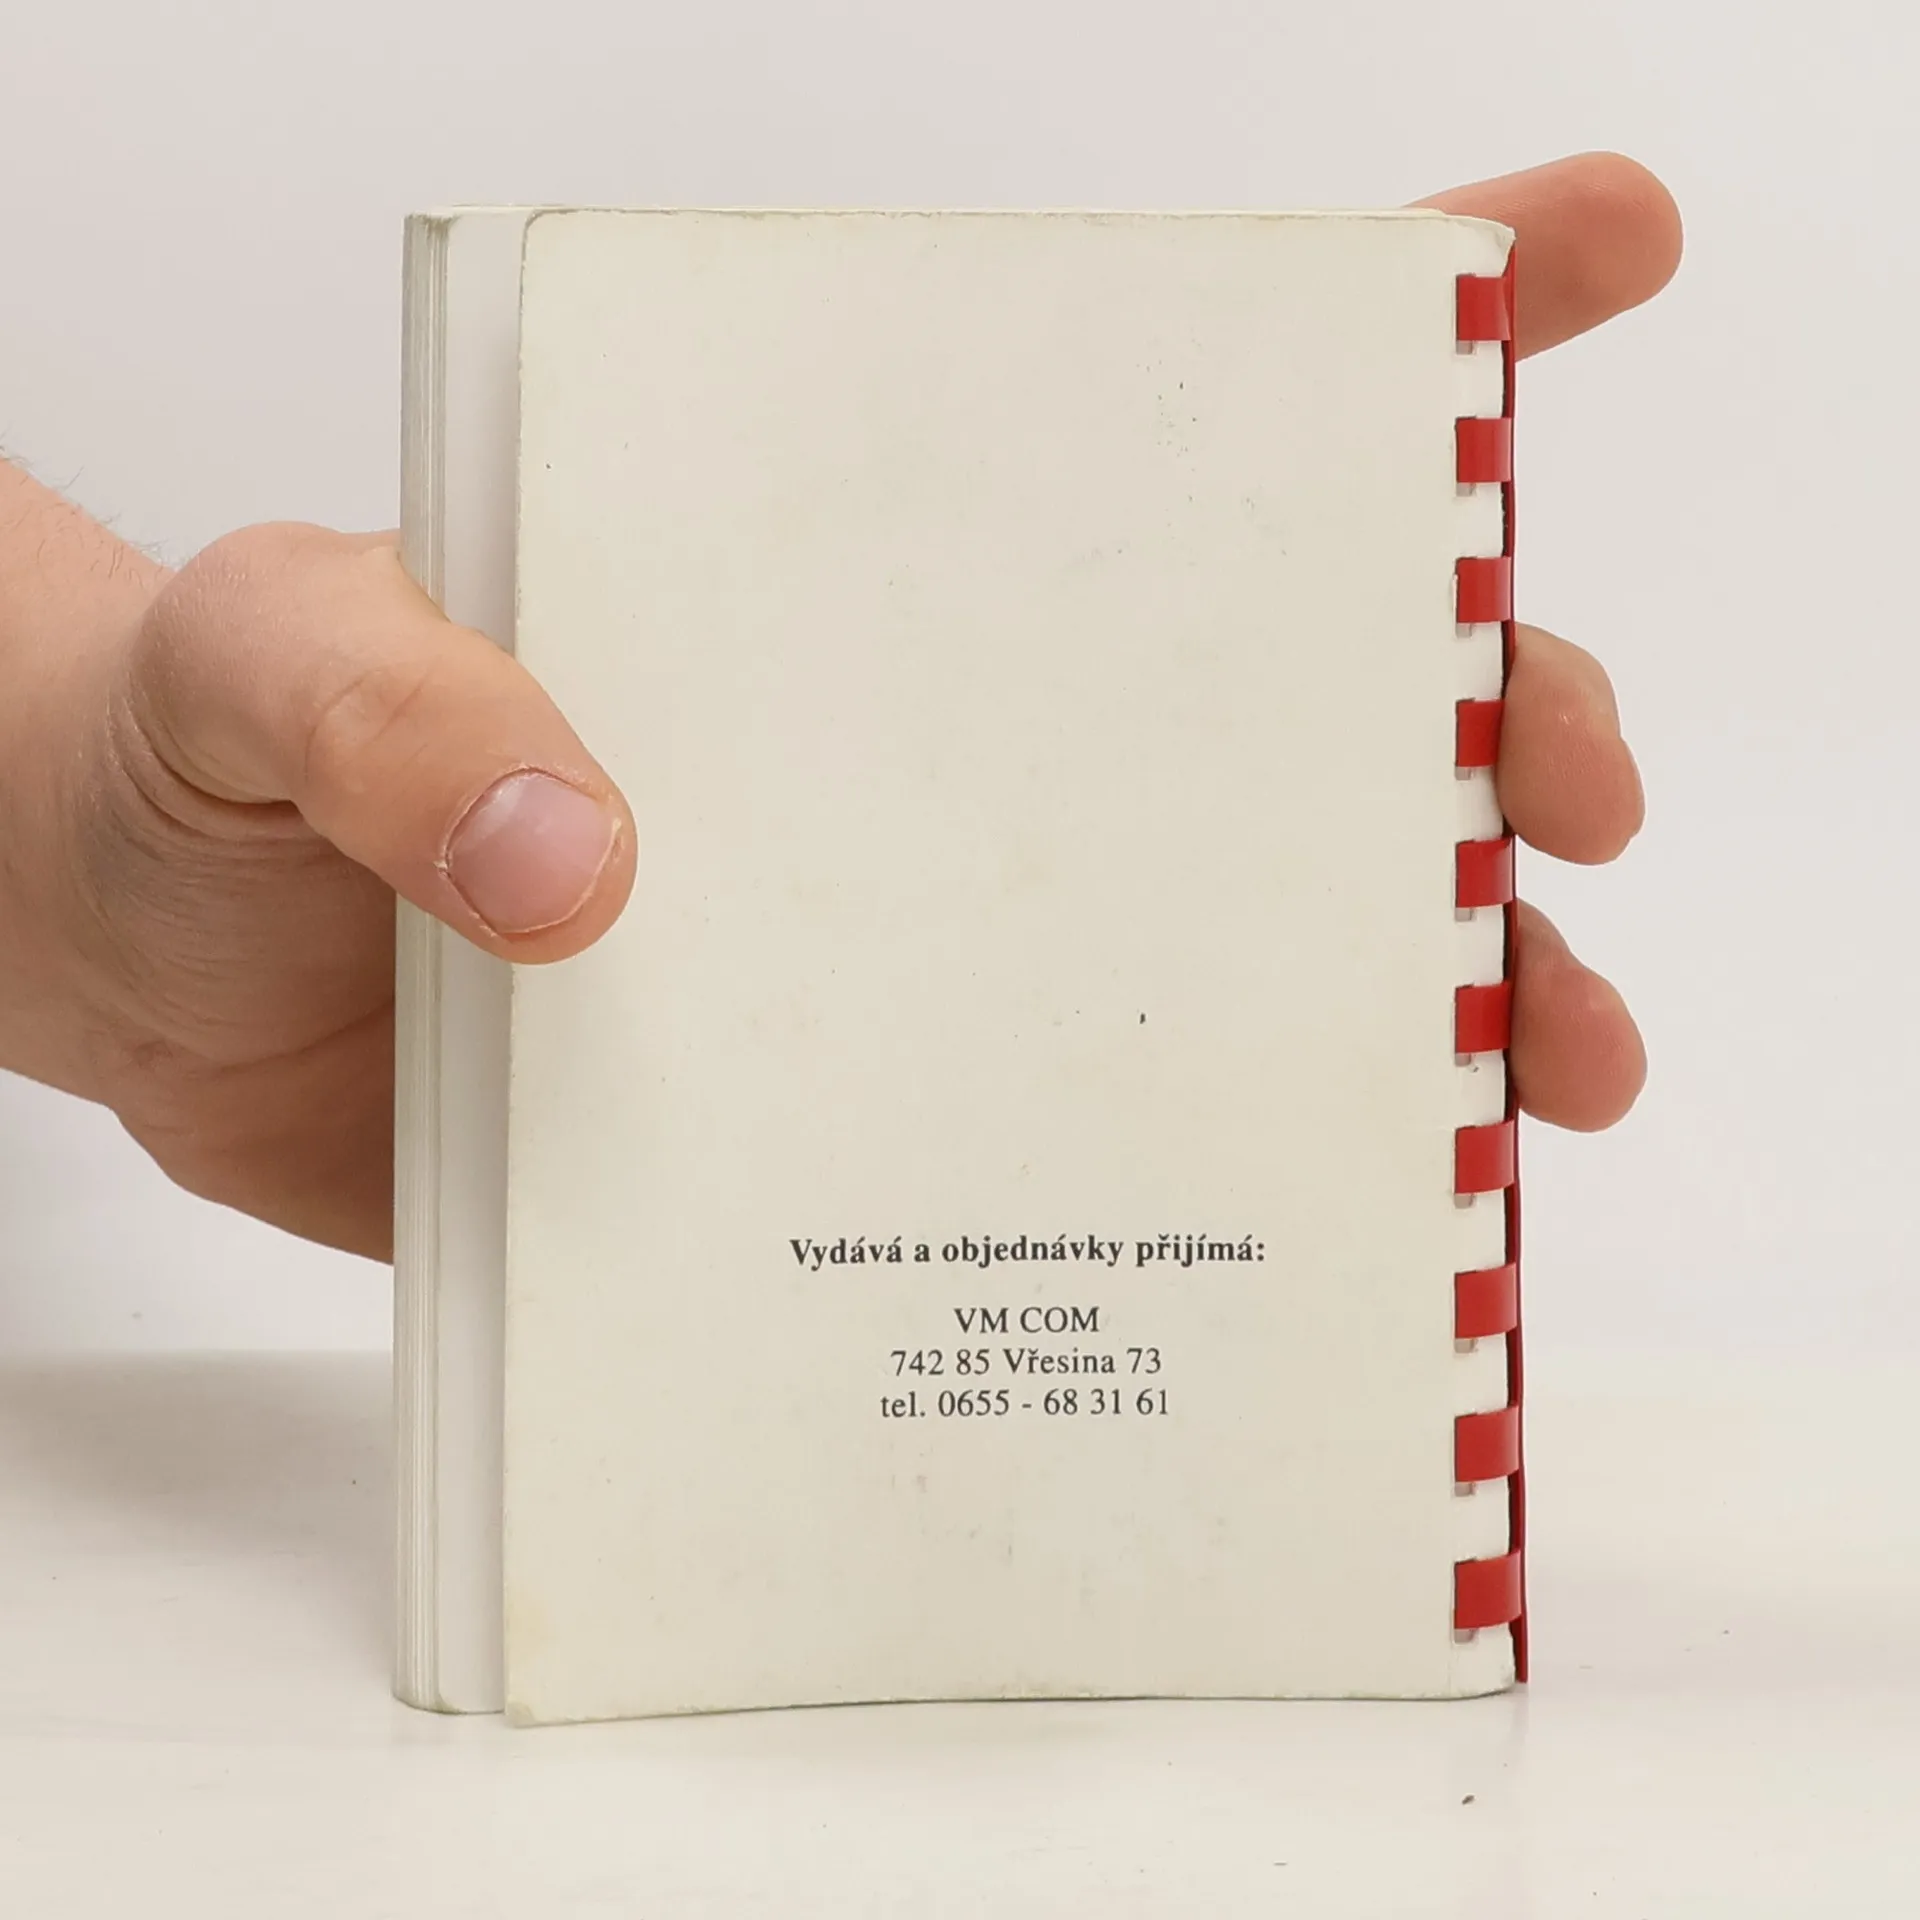 Vydává a objednávky přijímá:
VM COM
742 85 Vřesina 73
tel. 0655 - 68 31 61